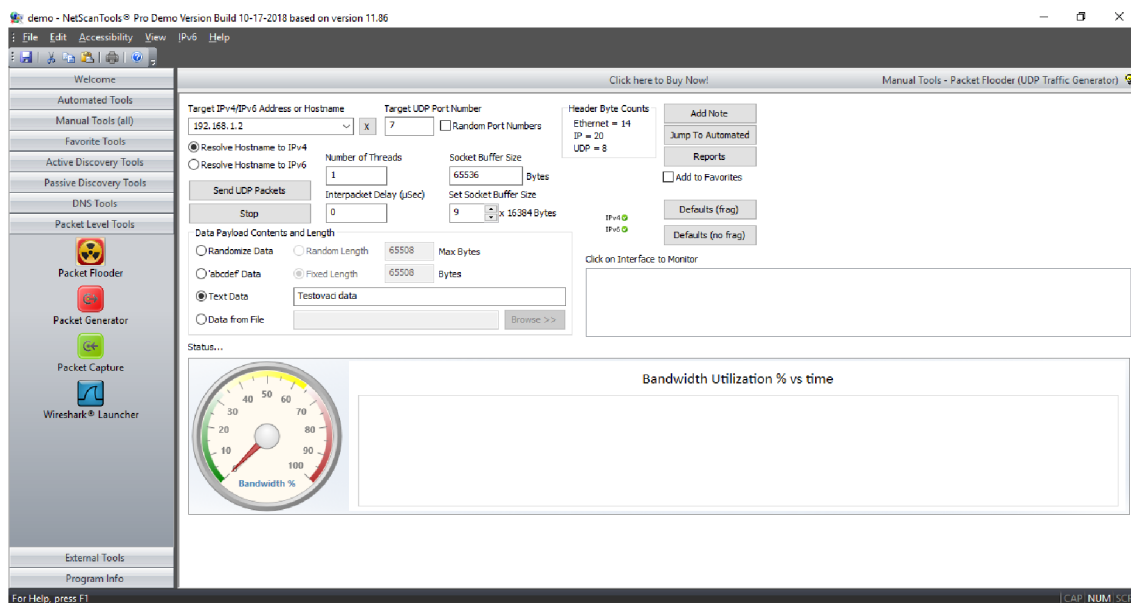 demo - NetScanTools® Pro Demo Version Build 10-17-2018 based on version 11.86
File Edit Accessibility View IPv6 Help
Welcome
Automated Tools
Manual Tools (all)
Favorite Tools
Active Discovery Tools
Passive Discovery Tools
DNS Tools
Packet Level Tools
Packet Flooder
Packet Generator
Packet Capture
Wireshark® Launcher
External Tools
Program Info
Click here to Buy Now!
Manual Tools - Packet Flooder (UDP Traffic Generator)
Target IPv4/IPv6 Address or Hostname
192.168.1.2
x
Target UDP Port Number
7
Random Port Numbers
Resolve Hostname to IPv4
Resolve Hostname to IPv6
Send UDP Packets
Stop
Number of Threads
1
Interpacket Delay (µSec)
0
Socket Buffer Size
65536 Bytes
Set Socket Buffer Size
9 x 16384 Bytes
Header Byte Counts
Ethernet = 14
IP = 20
UDP = 8
Add Note
Jump To Automated
Reports
Add to Favorites
IPv4
IPv6
Defaults (frag)
Defaults (no frag)
Data Payload Contents and Length
Randomize Data Random Length 65508 Max Bytes
'abcdef' Data Fixed Length 65508 Bytes
Text Data Testovaci data
Data from File Browse >>
Click on Interface to Monitor
Status...
0 10 20 30 40 50 60 70 80 90 100
Bandwidth %
Bandwidth Utilization % vs time
For Help, press F1
CAP NUM SCR